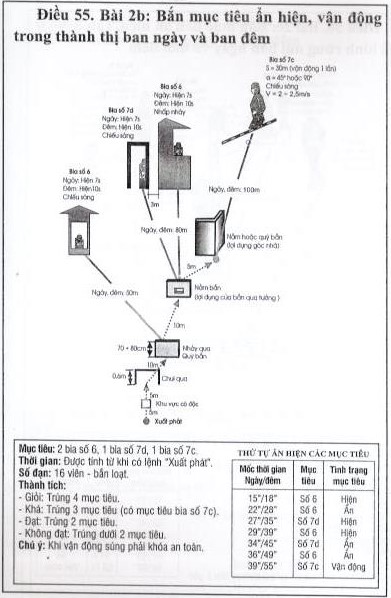 Điều 55. Bài 2b: Bắn mục tiêu ẩn hiện, vận động
trong thành thị ban ngày và ban đêm
Bia số 7c
S = 30m (vận động 1 lần)
α = 45° hoặc 90°
Chiếu sáng
V = 2 - 2,5m/s
Bia số 6
Ngày: Hiện 7s
Đêm: Hiện 10s
Nhấp nháy
Bia số 7d
Ngày: Hiện 7s
Đêm: Hiện 10s
Chiếu sáng
Bia số 6
Ngày: Hiện 7s
Đêm: Hiện 10s
Chiếu sáng
3m
Ngày, đêm: 100m
Ngày, đêm: 80m
Nằm hoặc quỳ bắn
(lợi dụng góc nhà)
5m
Ngày, đêm: 50m
Nằm bắn
(lợi dụng cửa bắn qua tường)
10m
70 ÷ 80cm
Nhảy qua
Quỳ bắn
10m
0,6m
Chui qua
5m
Khu vực có độc
5m
Xuất phát
Mục tiêu: 2 bia số 6, 1 bia số 7d, 1 bia số 7c.
Thời gian: Được tính từ khi có lệnh "Xuất phát".
Số đạn: 16 viên - bắn loạt.
Thành tích:
- Giỏi: Trúng 4 mục tiêu.
- Khá: Trúng 3 mục tiêu (có mục tiêu bia số 7c).
- Đạt: Trúng 2 mục tiêu.
- Không đạt: Trúng dưới 2 mục tiêu.
Chú ý: Khi vận động súng phải khóa an toàn.
THỨ TỰ ẨN HIỆN CÁC MỤC TIÊU
Mốc thời gian Ngày/đêm Mục tiêu Tình trạng mục tiêu
15"/18" Số 6 Hiện
22"/28" Số 6 Ẩn
27"/35" Số 7d Hiện
29"/39" Số 6 Hiện
34"/45" Số 7d Ẩn
36"/49" Số 6 Ẩn
39"/55" Số 7c Vận động